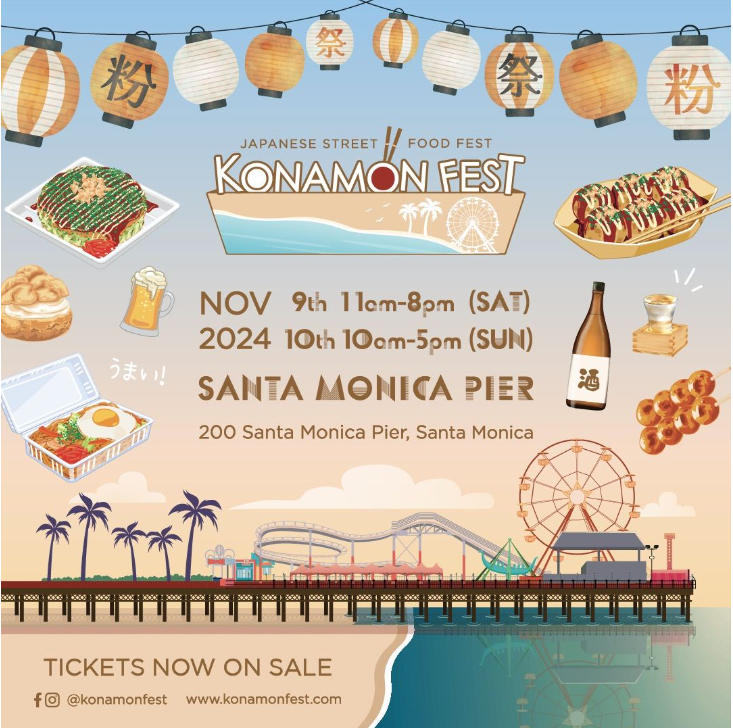 粉
祭
祭
粉
JAPANESE STREET FOOD FEST
KONAMON FEST
NOV 9th 11am-8pm (SAT)
2024 10th 10am-5pm (SUN)
SANTA MONICA PIER
200 Santa Monica Pier, Santa Monica
うまい!
酒
TICKETS NOW ON SALE
@konamonfest www.konamonfest.com